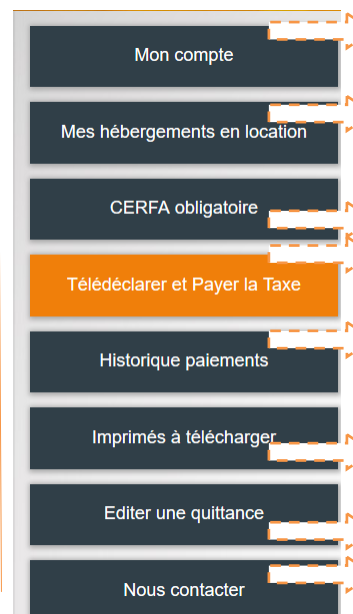 Mon compte
Mes hébergements en location
CERFA obligatoire
Télédéclarer et Payer la Taxe
Historique paiements
Imprimés à télécharger
Editer une quittance
Nous contacter